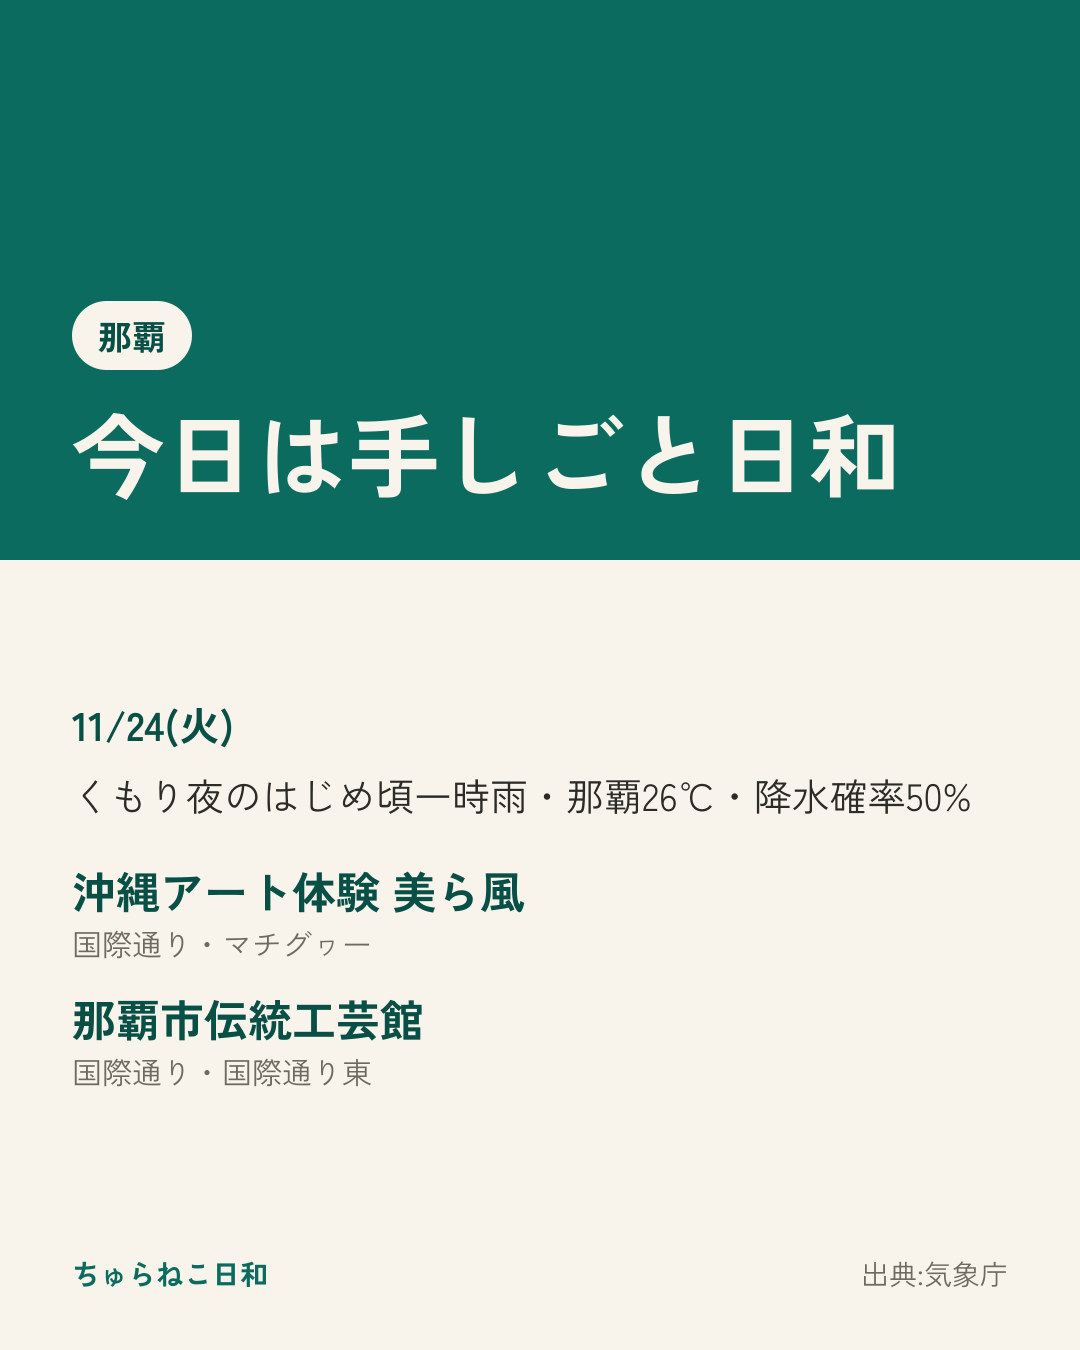 那覇
今日は手しごと日和
11/24(火)
くもり夜のはじめ頃一時雨・那覇26℃・降水確率50%
沖縄アート体験 美ら風
国際通り・マチグヮー
那覇市伝統工芸館
国際通り・国際通り東
ちゅらねこ日和
出典:気象庁